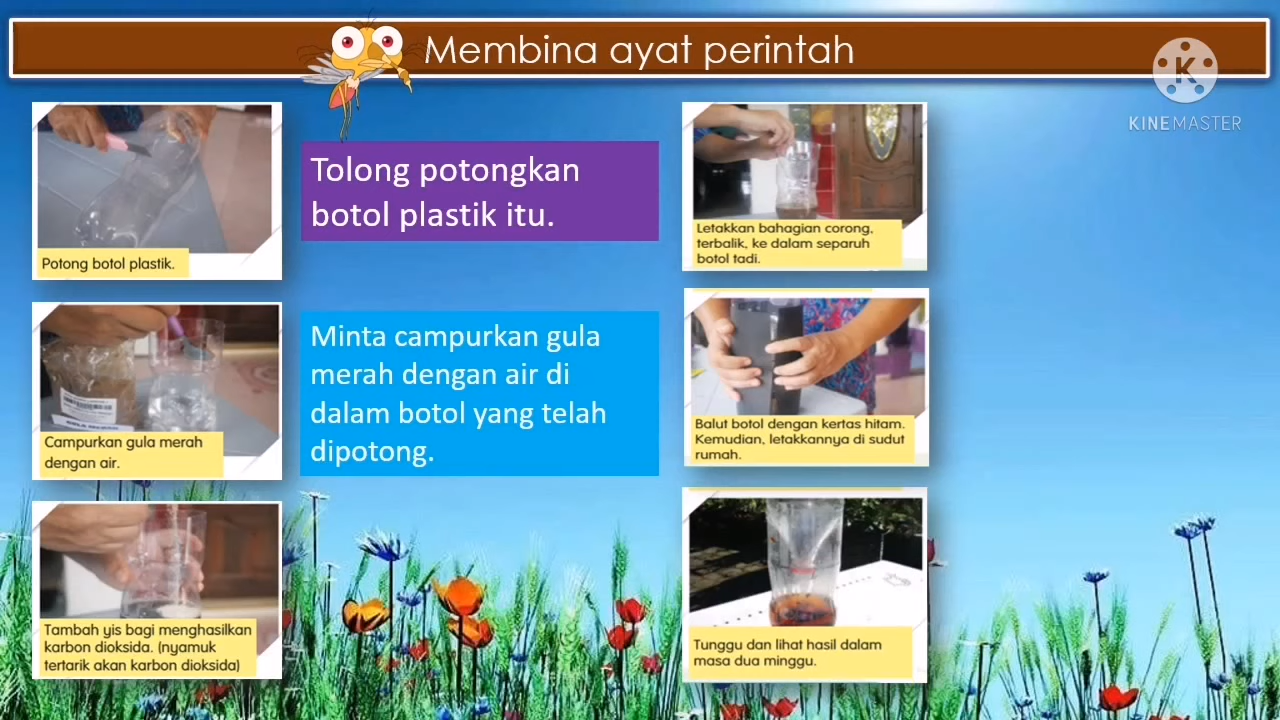 Membina ayat perintah
KINEMASTER
Potong botol plastik.
Tolong potongkan
botol plastik itu.
Letakkan bahagian corong,
terbalik, ke dalam separuh
botol tadi.
Campurkan gula merah
dengan air.
Minta campurkan gula
merah dengan air di
dalam botol yang telah
dipotong.
Balut botol dengan kertas hitam.
Kemudian, letakkannya di sudut
rumah.
Tambah yis bagi menghasilkan
karbon dioksida. (nyamuk
tertarik akan karbon dioksida)
Tunggu dan lihat hasil dalam
masa dua minggu.